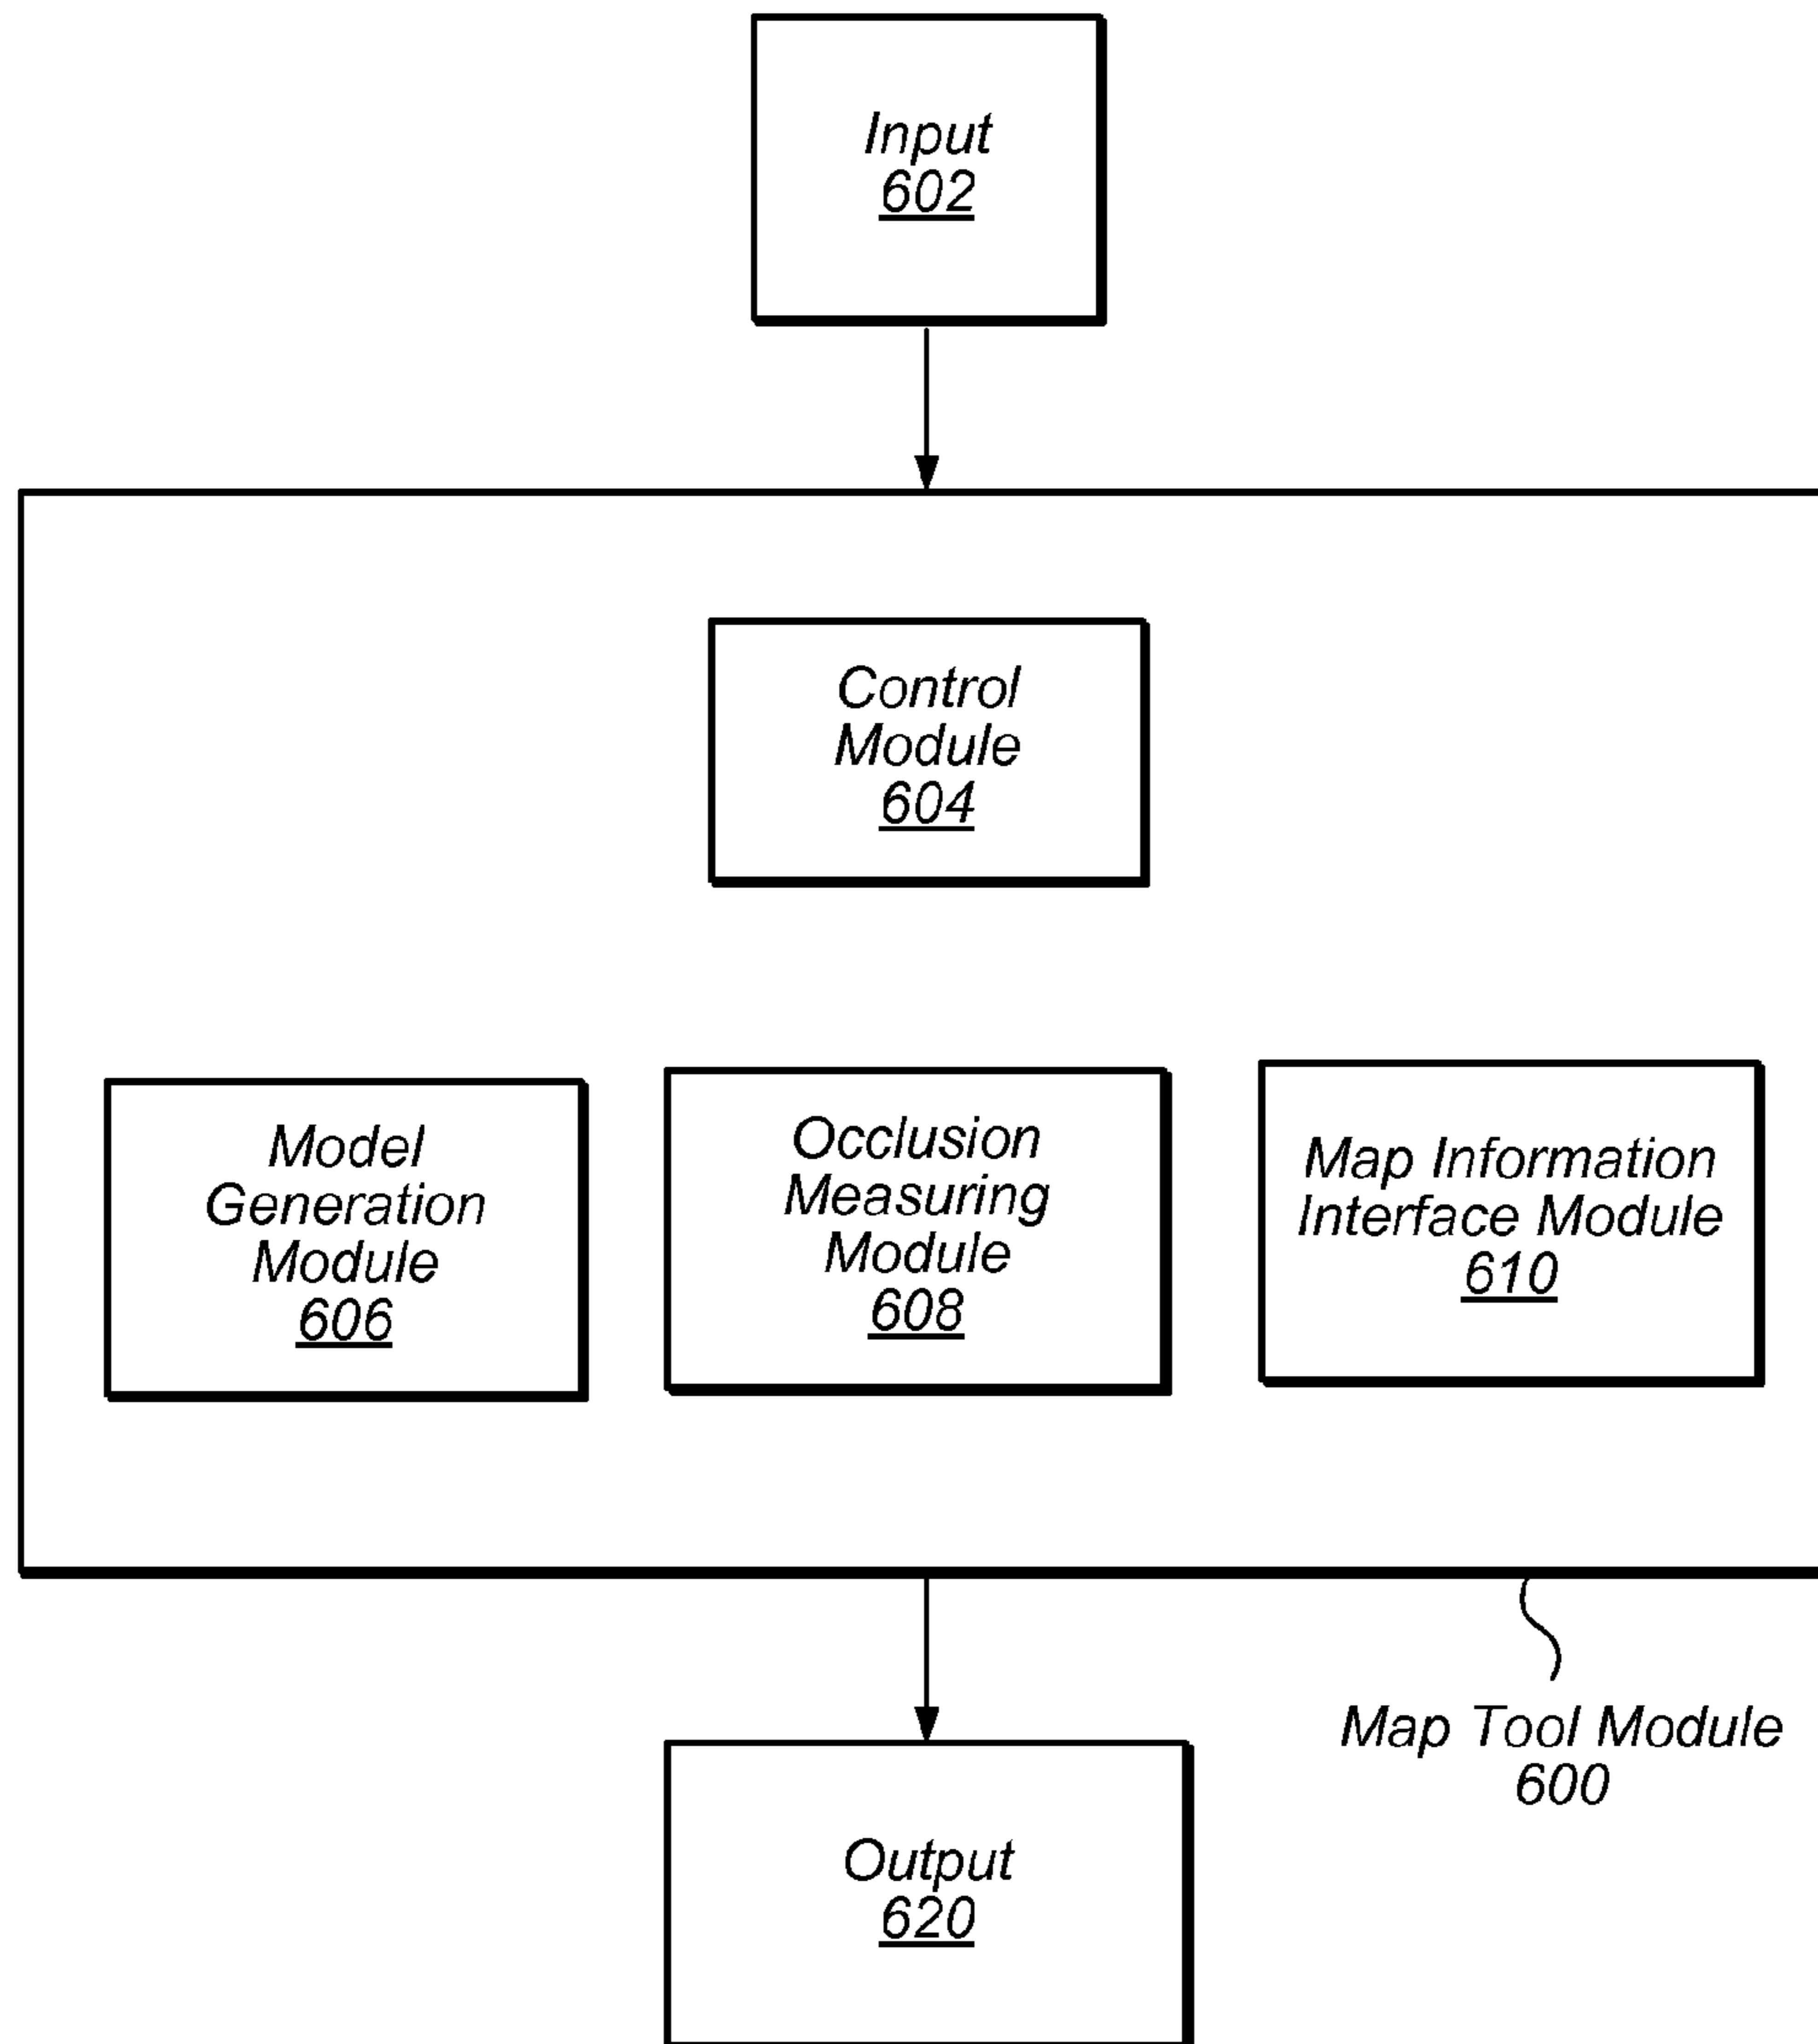 Input
602
Control
Module
604
Model
Generation
Module
606
Occlusion
Measuring
Module
608
Map Information
Interface Module
610
Map Tool Module
600
Output
620